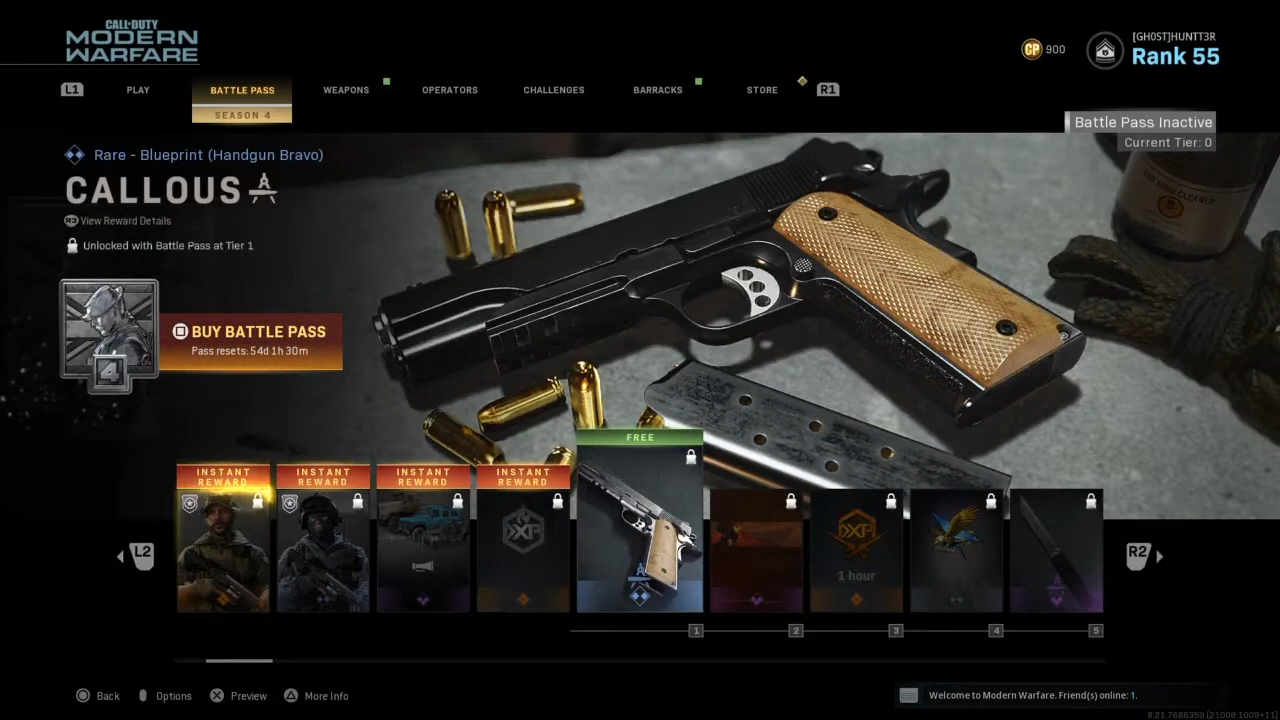 CALL OF DUTY
MODERN
WARFARE
CP 900
[GH0ST]HUNTT3R
Rank 55
L1
PLAY
BATTLE PASS
SEASON 4
WEAPONS
OPERATORS
CHALLENGES
BARRACKS
STORE
R1
Battle Pass Inactive
Current Tier: 0
Rare - Blueprint (Handgun Bravo)
CALLOUS
R3 View Reward Details
Unlocked with Battle Pass at Tier 1
4
BUY BATTLE PASS
Pass resets: 54d 1h 30m
FREE
INSTANT
REWARD
INSTANT
REWARD
INSTANT
REWARD
INSTANT
REWARD
L2
2XP
2XP
1 hour
R2
1
2
3
4
5
Back
Options
Preview
More Info
Welcome to Modern Warfare. Friend(s) online: 1.